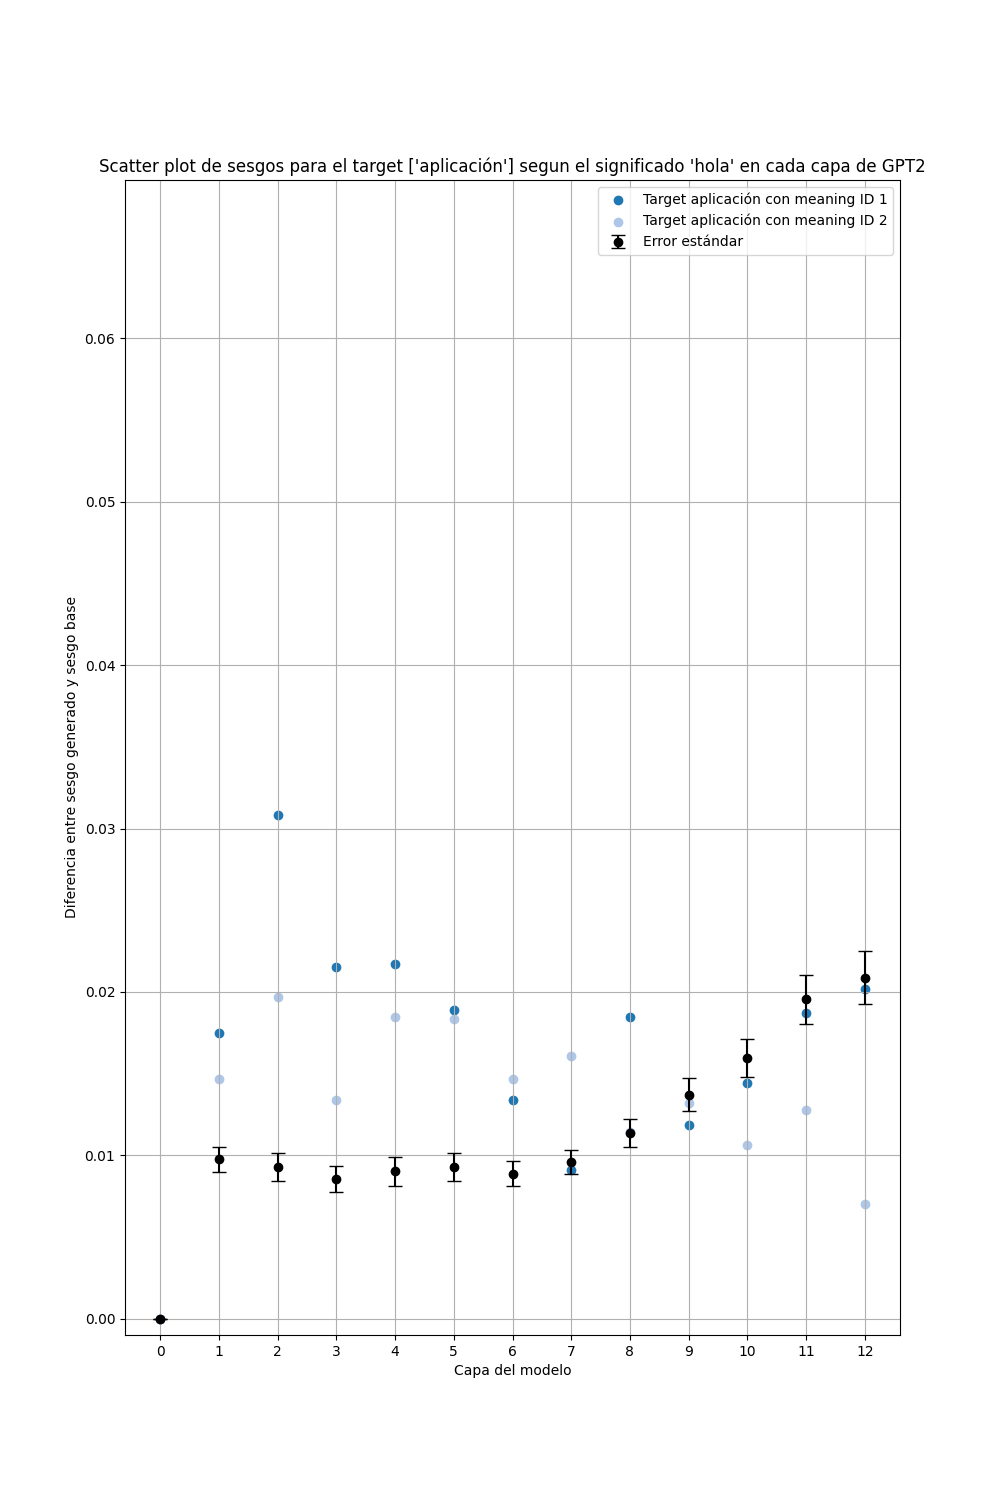 Scatter plot de sesgos para el target ['aplicación'] segun el significado 'hola' en cada capa de GPT2
Target aplicación con meaning ID 1
Target aplicación con meaning ID 2
Error estándar
Diferencia entre sesgo generado y sesgo base
0.06
0.05
0.04
0.03
0.02
0.01
0.00
0 1 2 3 4 5 6 7 8 9 10 11 12
Capa del modelo